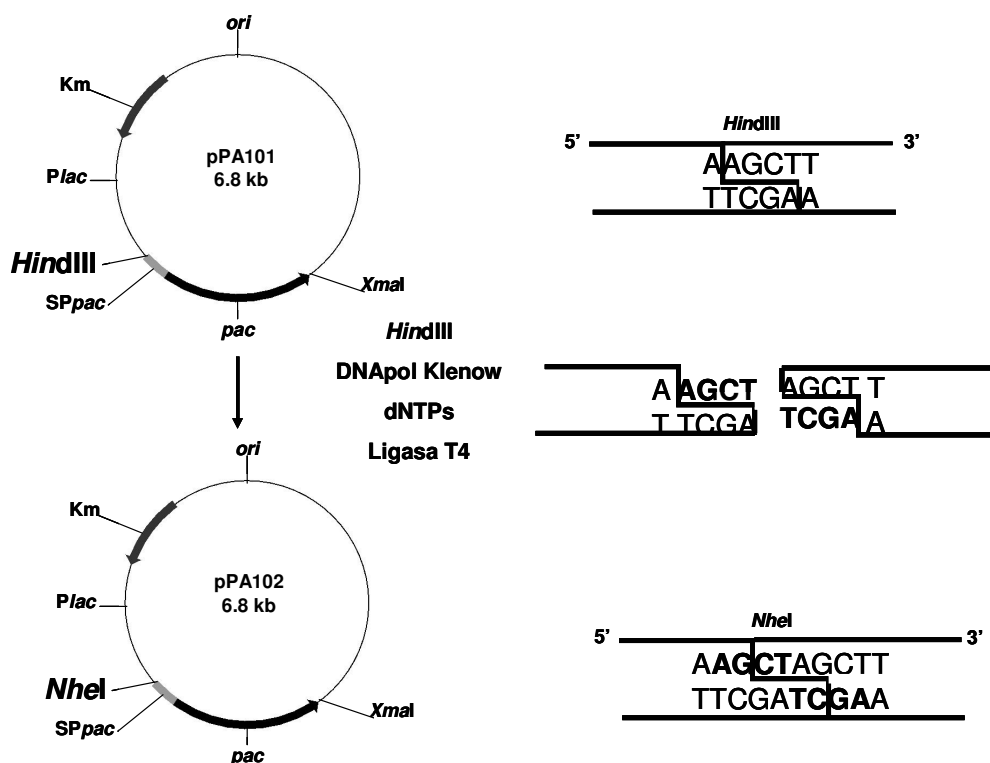 ori
Km
pPA101
6.8 kb
Plac
HindIII
SPpac
XmaI
pac
HindIII
5’ 3’
AAGCTT
TTCGAA
HindIII
DNApol Klenow
dNTPs
Ligasa T4
A AGCT AGCT T
T TCGA TCGA A
ori
Km
pPA102
6.8 kb
Plac
NheI
SPpac
XmaI
pac
NheI
5’ 3’
AAGCTAGCTT
TTCGATCGAA